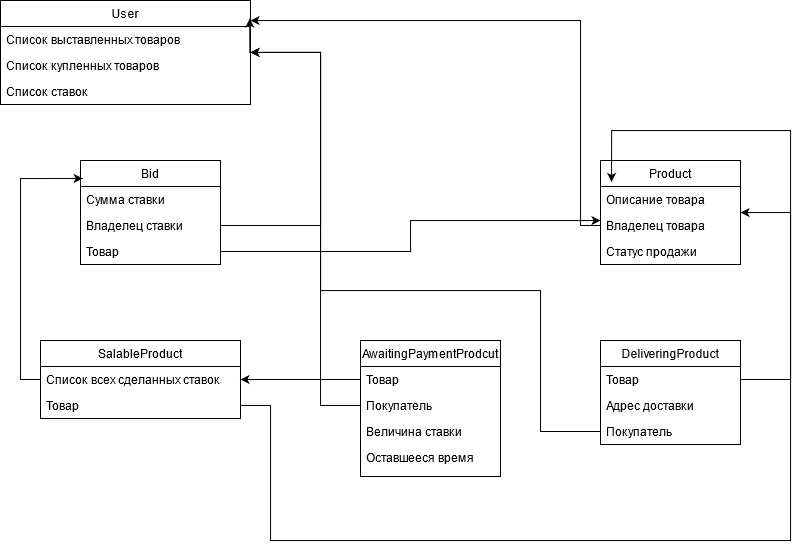 User
Список выставленных товаров
Список купленных товаров
Список ставок
Bid
Сумма ставки
Владелец ставки
Товар
Product
Описание товара
Владелец товара
Статус продажи
SalableProduct
Список всех сделанных ставок
Товар
AwaitingPaymentProdcut
Товар
Покупатель
Величина ставки
Оставшееся время
DeliveringProduct
Товар
Адрес доставки
Покупатель